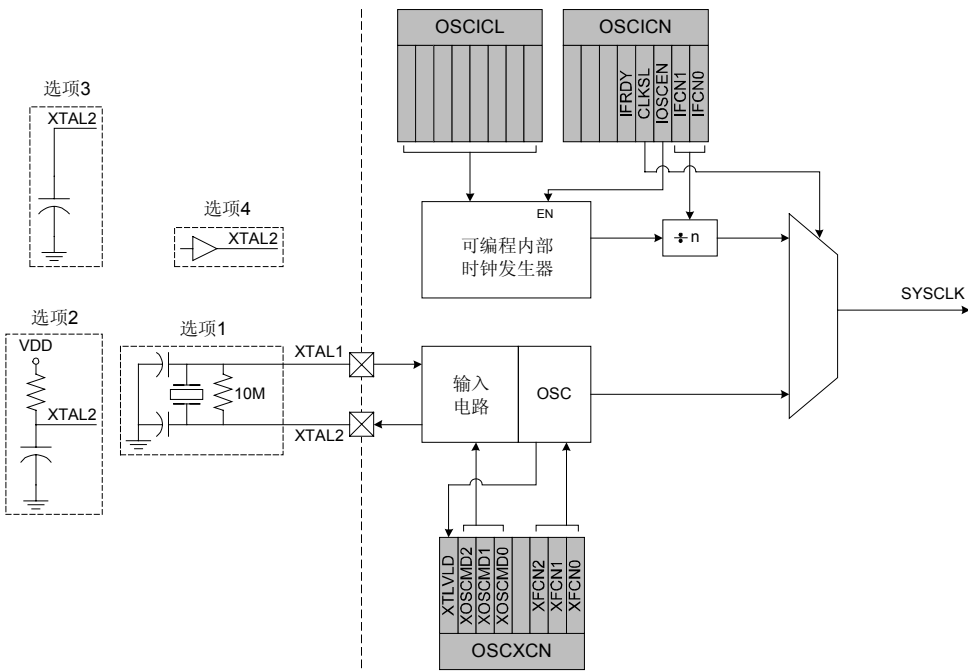 OSCICL
OSCICN
IFRDY
CLKSL
IOSCEN
IFCN1
IFCN0
选项3
XTAL2
选项4
XTAL2
EN
可编程内部
时钟发生器
÷ n
SYSCLK
选项2
VDD
XTAL2
选项1
10M
XTAL1
XTAL2
输入
电路
OSC
XTLVLD
XOSCMD2
XOSCMD1
XOSCMD0
XFCN2
XFCN1
XFCN0
OSCXCN